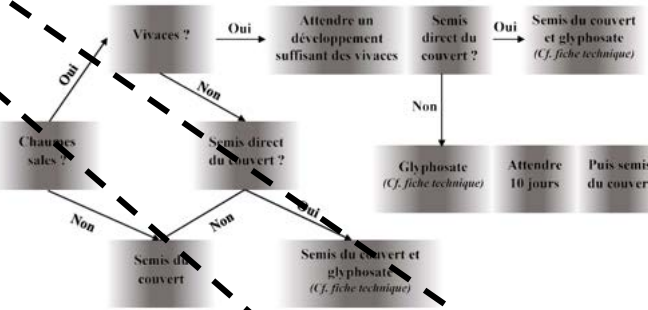 Vivaces ?
Oui
Attendre un
développement
suffisant des vivaces
Semis
direct du
couvert ?
Oui
Semis du couvert
et glyphosate
(Cf. fiche technique)
Oui
Non
Non
Chaumes
sales ?
Semis direct
du couvert ?
Glyphosate
(Cf. fiche technique)
Attendre
10 jours
Puis semis
du couvert
Non
Non
Oui
Semis du
couvert
Semis du couvert et
glyphosate
(Cf. fiche technique)